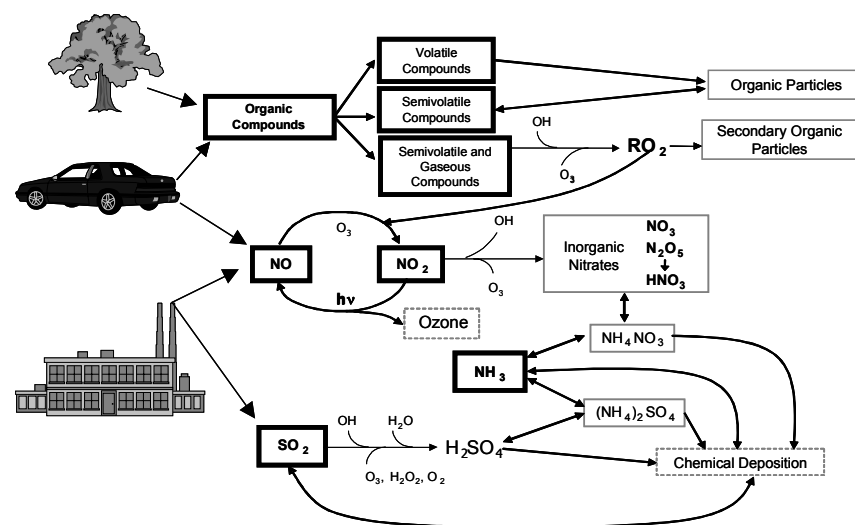 Volatile
Compounds
Organic
Compounds
Semivolatile
Compounds
Organic Particles
Semivolatile and
Gaseous
Compounds
OH
O₃
RO₂
Secondary Organic
Particles
NO
O₃
NO₂
hν
Ozone
OH
O₃
Inorganic
Nitrates
NO₃
N₂O₅
HNO₃
NH₄NO₃
NH₃
(NH₄)₂SO₄
SO₂
OH
H₂O
O₃, H₂O₂, O₂
H₂SO₄
Chemical Deposition